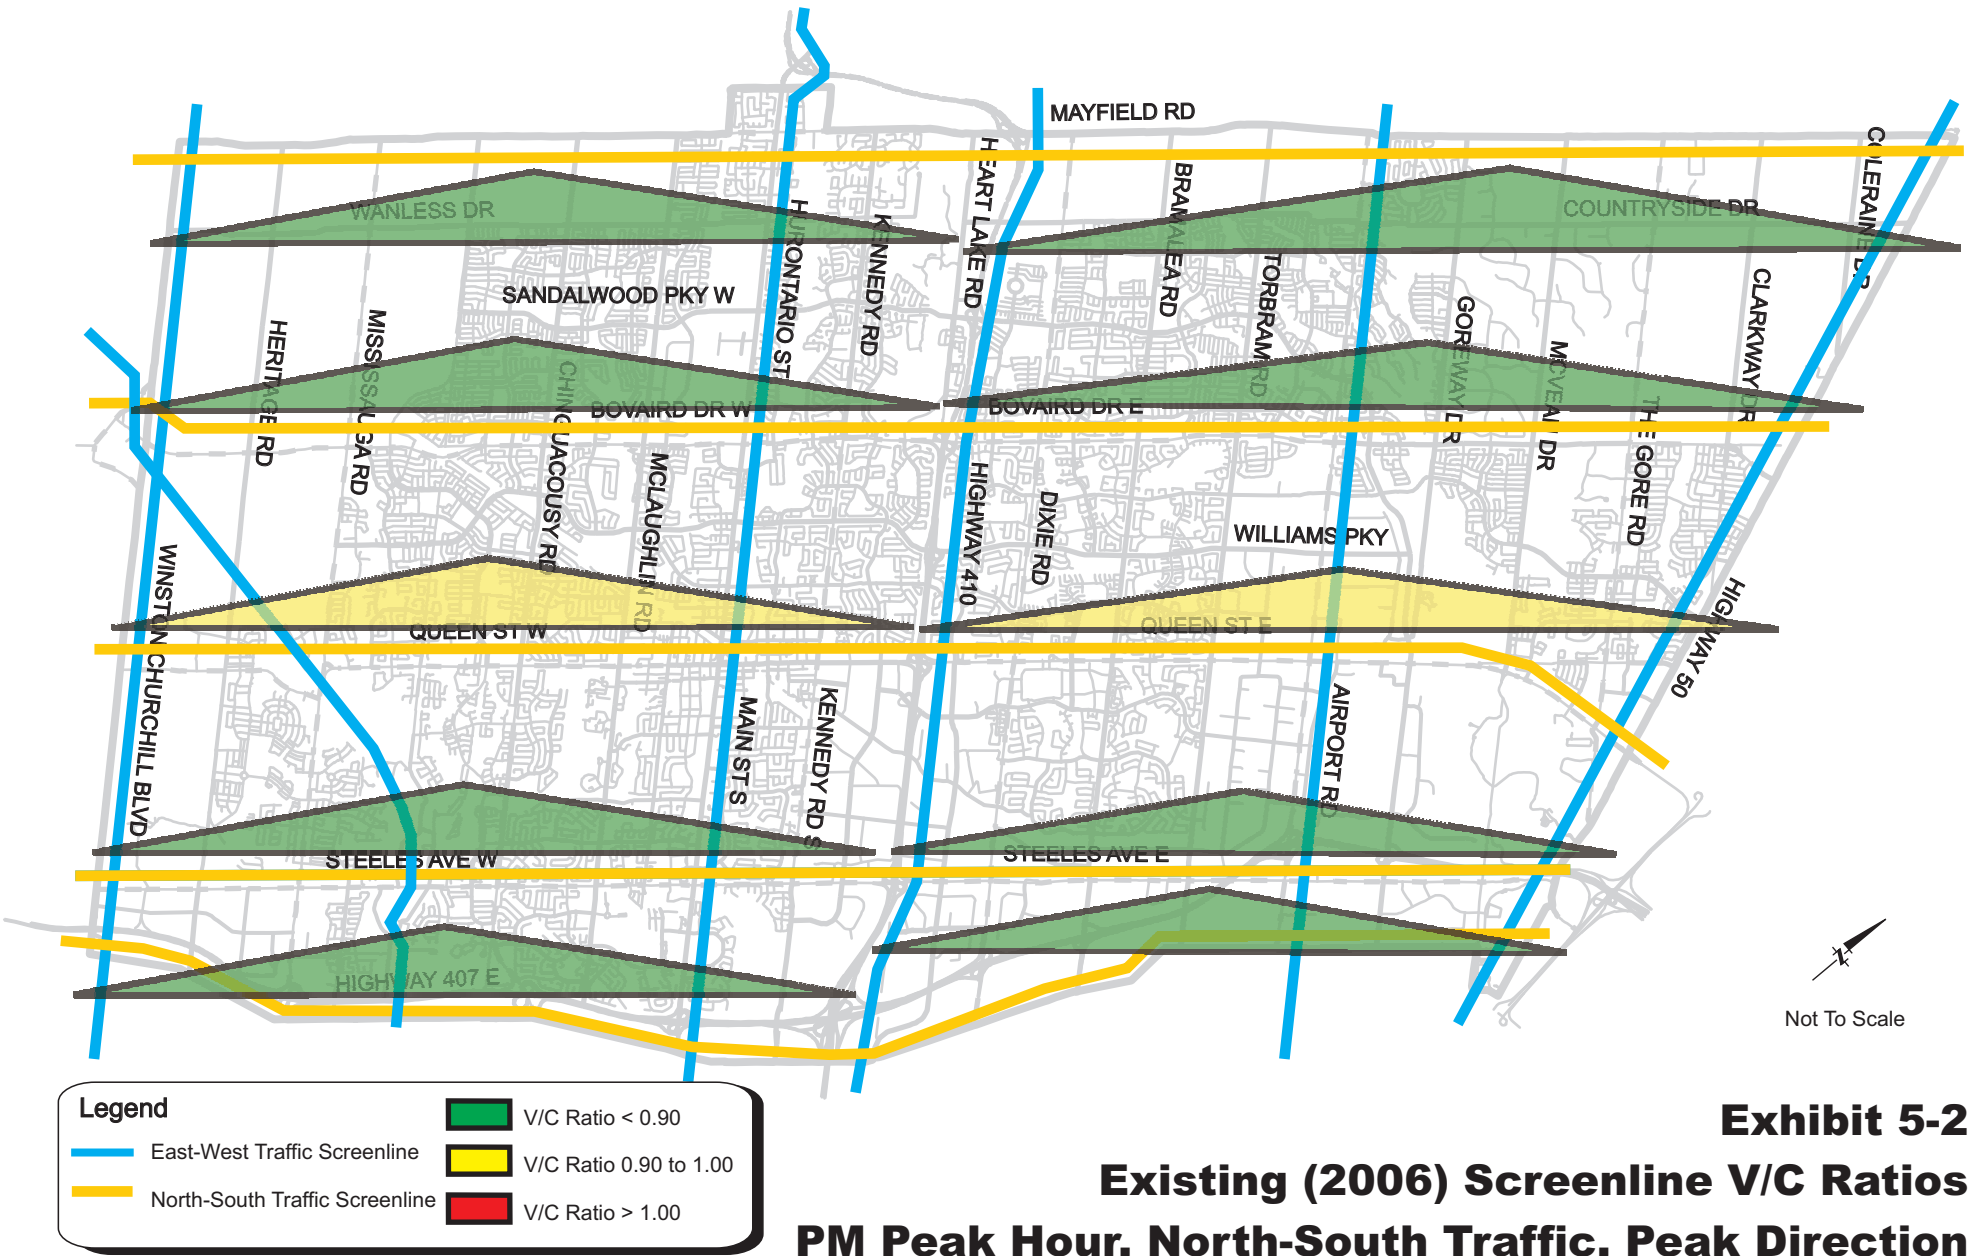 MAYFIELD RD
COLERAINE DR
HEART LAKE RD
BRAMALEA RD
WANLESS DR
HURONTARIO ST
KENNEDY RD
COUNTRYSIDE DR
TORBRAM RD
CLARKWAY DR
SANDALWOOD PKY W
HERITAGE RD
MISSISSAUGA RD
GOREWAY DR
MCVEAN DR
CHINGUACOUSY RD
BOVAIRD DR W
BOVAIRD DR E
THE GORE RD
MCLAUGHLIN RD
HIGHWAY 410
DIXIE RD
WILLIAMS PKY
WINSTON CHURCHILL BLVD
HIGHWAY 50
QUEEN ST W
QUEEN ST E
MAIN ST S
KENNEDY RD S
AIRPORT RD
STEELES AVE W
STEELES AVE E
HIGHWAY 407 E
Z
Not To Scale
Legend
East-West Traffic Screenline
North-South Traffic Screenline
V/C Ratio < 0.90
V/C Ratio 0.90 to 1.00
V/C Ratio > 1.00
Exhibit 5-2
Existing (2006) Screenline V/C Ratios
PM Peak Hour, North-South Traffic, Peak Direction